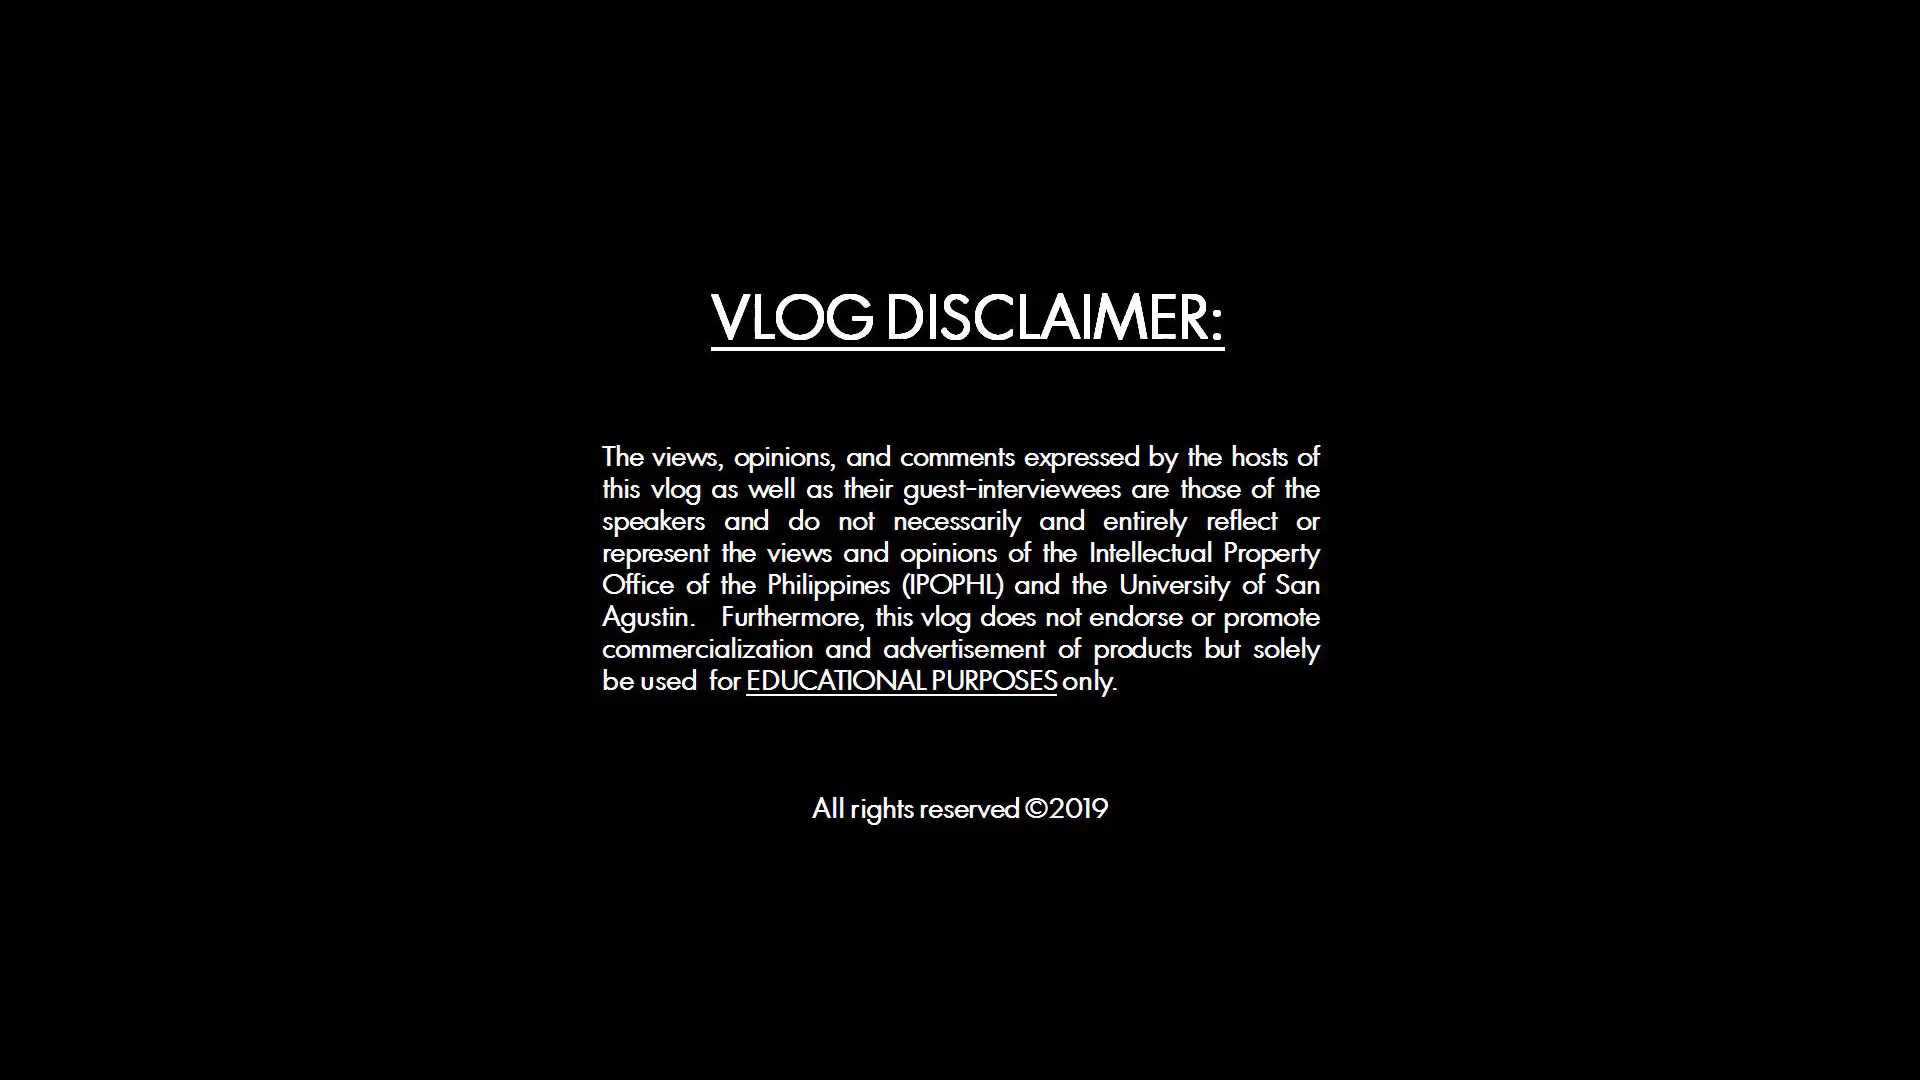 VLOG DISCLAIMER:
The views, opinions, and comments expressed by the hosts of
this vlog as well as their guest-interviewees are those of the
speakers and do not necessarily and entirely reflect or
represent the views and opinions of the Intellectual Property
Office of the Philippines (IPOPHL) and the University of San
Agustin. Furthermore, this vlog does not endorse or promote
commercialization and advertisement of products but solely
be used for EDUCATIONAL PURPOSES only.
All rights reserved ©2019